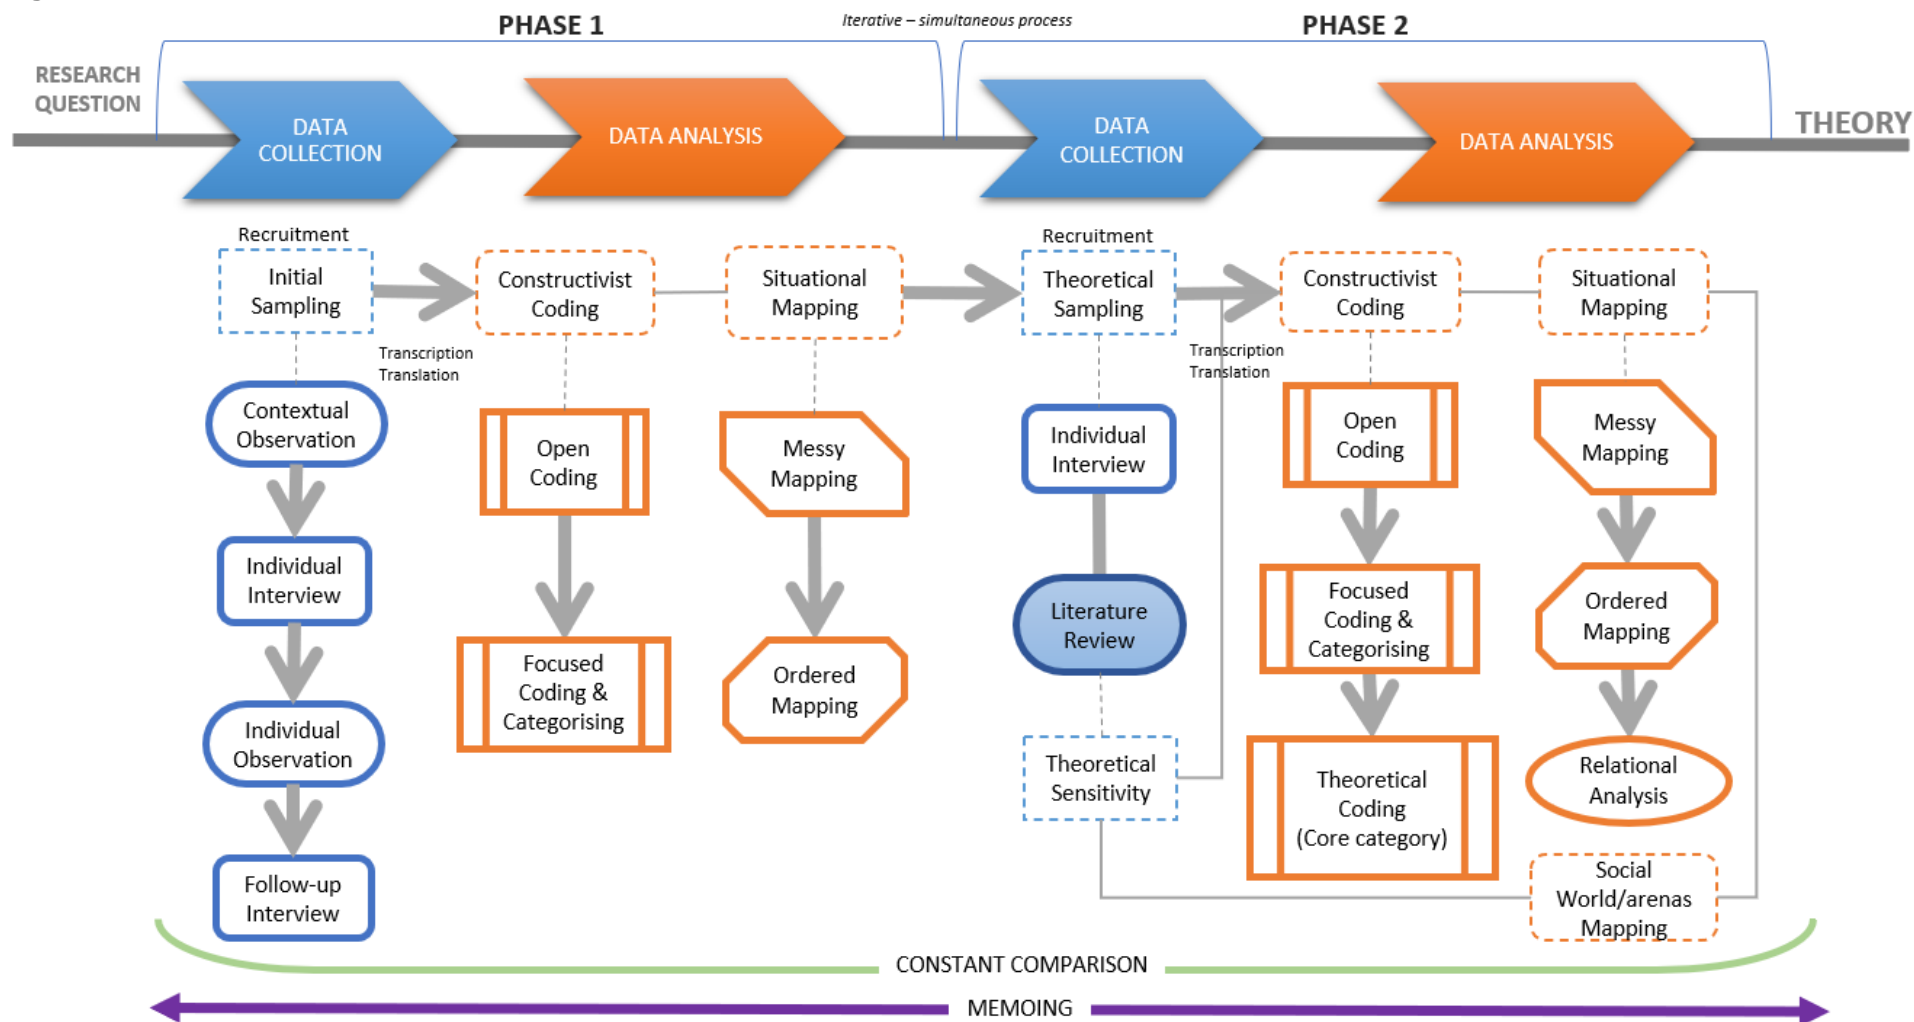 PHASE 1
Iterative – simultaneous process
PHASE 2
RESEARCH
QUESTION
DATA
COLLECTION
DATA ANALYSIS
DATA
COLLECTION
DATA ANALYSIS
THEORY
Recruitment
Initial
Sampling
Constructivist
Coding
Situational
Mapping
Recruitment
Theoretical
Sampling
Constructivist
Coding
Situational
Mapping
Transcription
Translation
Transcription
Translation
Contextual
Observation
Individual
Interview
Individual
Observation
Follow-up
Interview
Open
Coding
Focused
Coding &
Categorising
Messy
Mapping
Ordered
Mapping
Individual
Interview
Literature
Review
Theoretical
Sensitivity
Open
Coding
Focused
Coding &
Categorising
Theoretical
Coding
(Core category)
Messy
Mapping
Ordered
Mapping
Relational
Analysis
Social
World/arenas
Mapping
CONSTANT COMPARISON
MEMOING